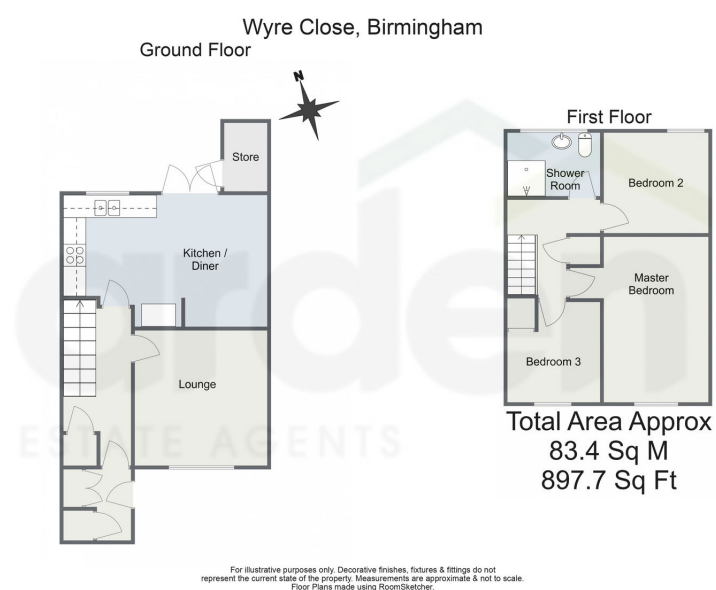 Wyre Close, Birmingham
Ground Floor
N
First Floor
Store
Shower
Room
Bedroom 2
Kitchen /
Diner
Master
Bedroom
Lounge
Bedroom 3
Total Area Approx
83.4 Sq M
897.7 Sq Ft
arden
ESTATE AGENTS
For illustrative purposes only. Decorative finishes, fixtures & fittings do not
represent the current state of the property. Measurements are approximate & not to scale.
Floor Plans made using RoomSketcher.